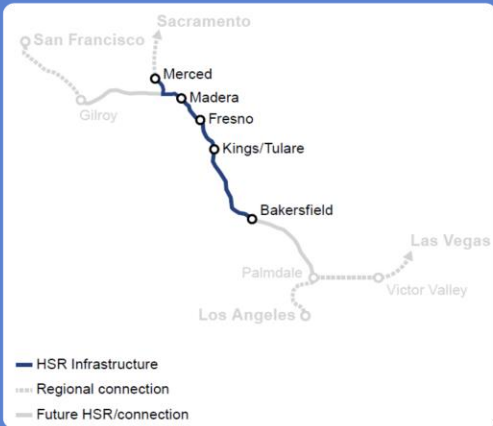 Sacramento
San Francisco
Merced
Madera
Gilroy
Fresno
Kings/Tulare
Bakersfield
Las Vegas
Palmdale
Victor Valley
Los Angeles
HSR Infrastructure
Regional connection
Future HSR/connection